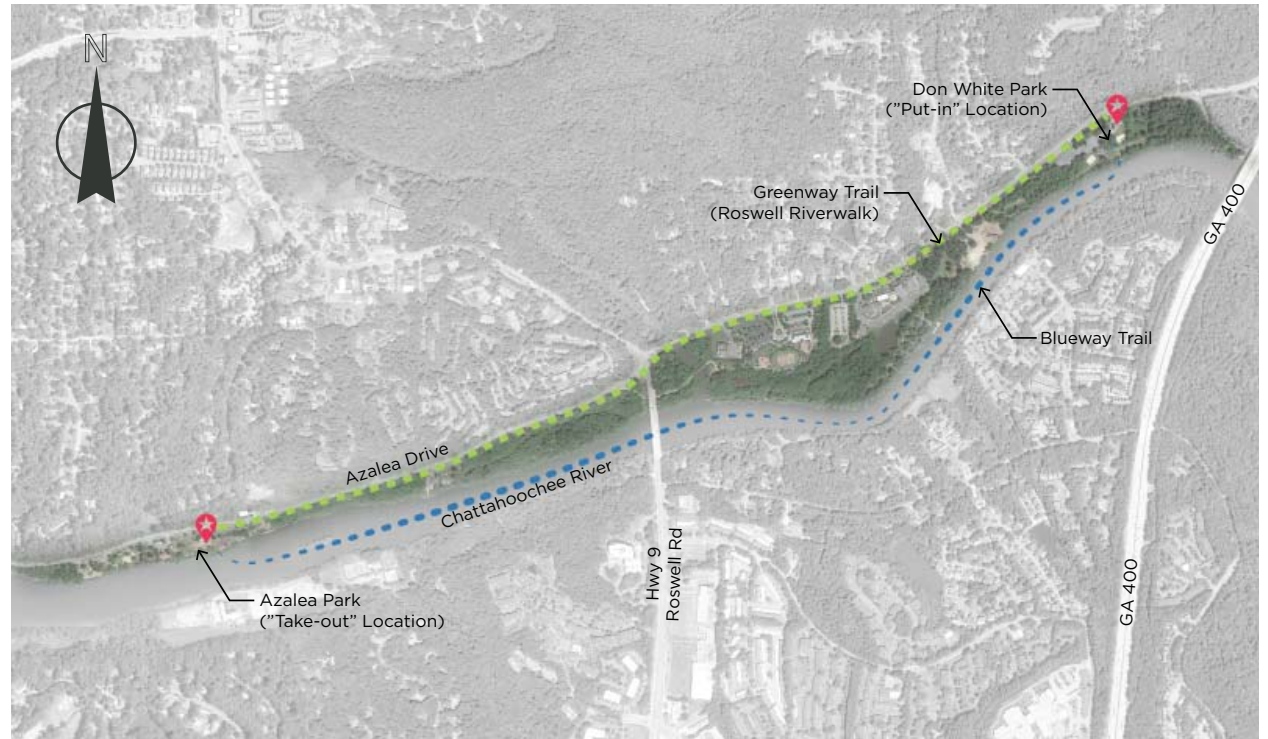 N
Don White Park
("Put-in" Location)
Greenway Trail
(Roswell Riverwalk)
GA 400
Blueway Trail
Azalea Drive
Chattahoochee River
Hwy 9
Roswell Rd
GA 400
Azalea Park
("Take-out" Location)